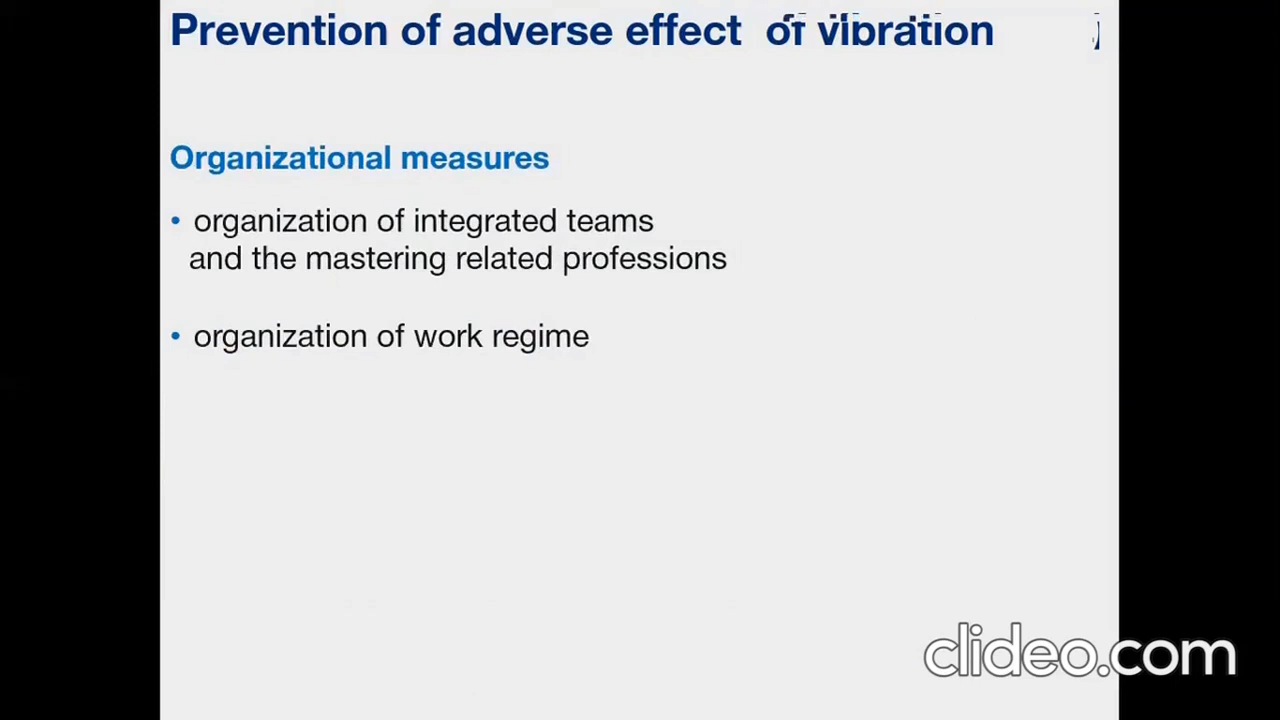 Prevention of adverse effect of vibration
Organizational measures
• organization of integrated teams
and the mastering related professions
• organization of work regime
clideo.com